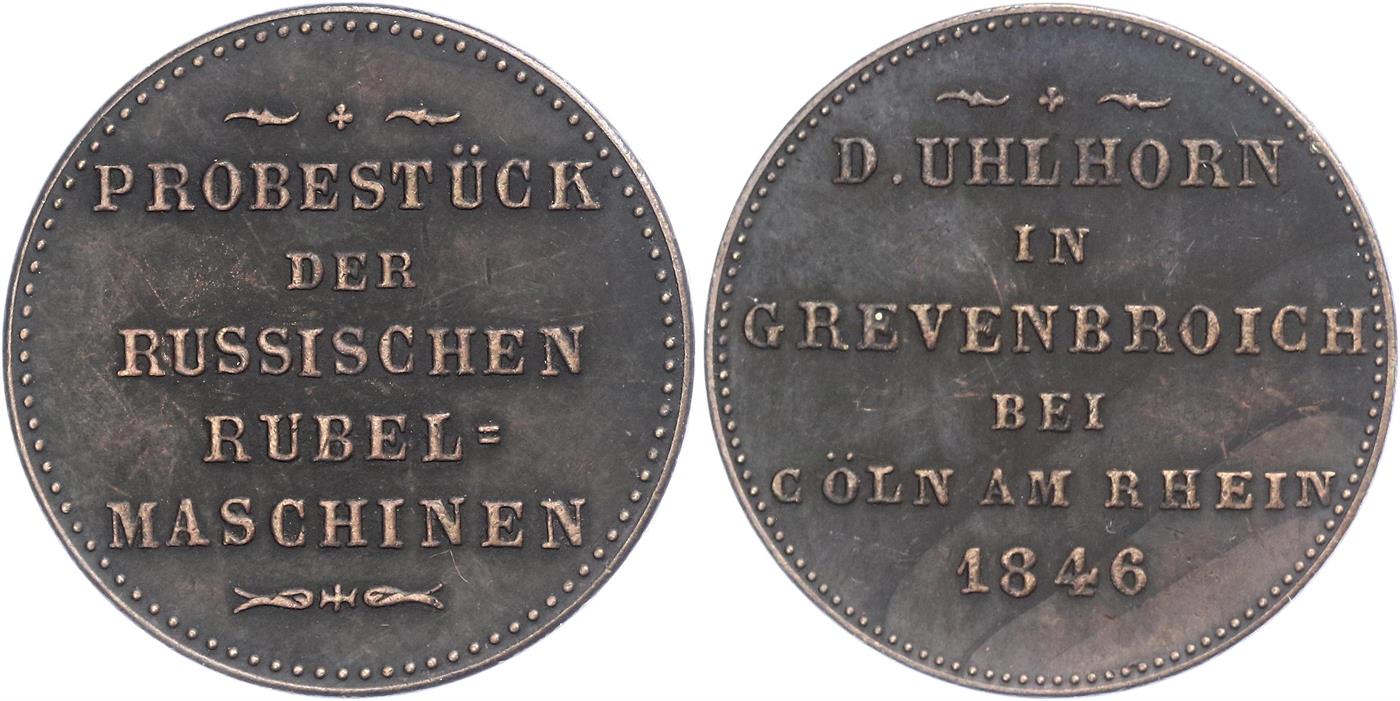 PROBESTÜCK
DER
RUSSISCHEN
RUBEL=
MASCHINEN
D. UHLHORN
IN
GREVENBROICH
BEI
CÖLN AM RHEIN
1846